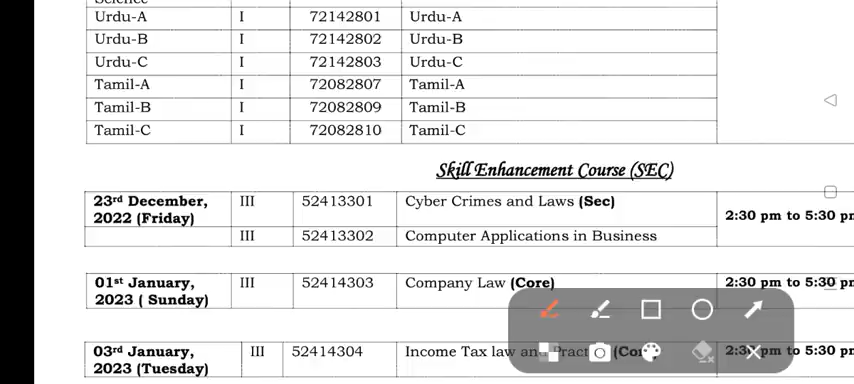 Science
Urdu-A I 72142801 Urdu-A
Urdu-B I 72142802 Urdu-B
Urdu-C I 72142803 Urdu-C
Tamil-A I 72082807 Tamil-A
Tamil-B I 72082809 Tamil-B
Tamil-C I 72082810 Tamil-C
Skill Enhancement Course (SEC)
23rd December, III 52413301 Cyber Crimes and Laws (Sec)
2022 (Friday) 2:30 pm to 5:30 pm
III 52413302 Computer Applications in Business
01st January, III 52414303 Company Law (Core) 2:30 pm to 5:30 pm
2023 ( Sunday)
03rd January, III 52414304 Income Tax law and Pract (Co 2:30 pm to 5:30 pm
2023 (Tuesday)